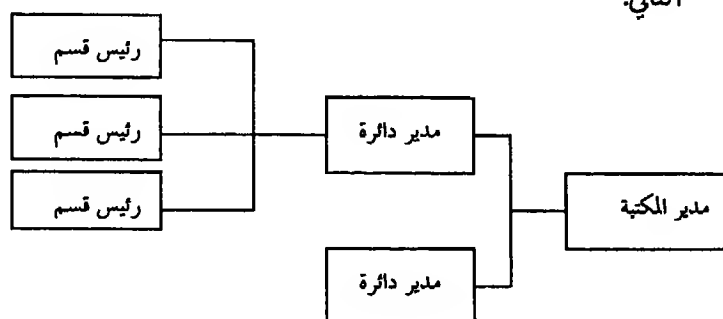 التالي:
رئيس قسم
رئيس قسم
مدير دائرة
رئيس قسم
مدير المكتبة
مدير دائرة